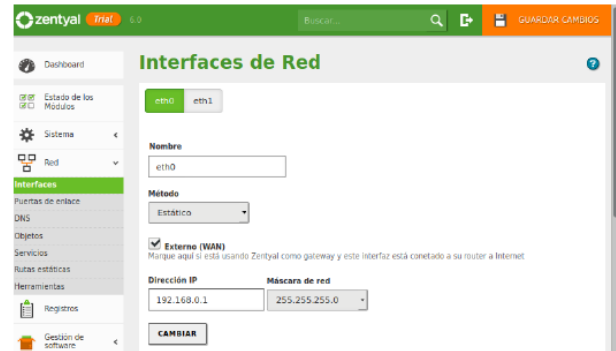 zentyal Trial 6.0 Buscar... GUARDAR CAMBIOS
Dashboard
Estado de los
Módulos
Sistema
Red
Interfaces
Puertas de enlace
DNS
Objetos
Servicios
Rutas estáticas
Herramientas
Registros
Gestión de
software
Interfaces de Red
eth0 eth1
Nombre
eth0
Método
Estático
Externo (WAN)
Marque aquí si está usando Zentyal como gateway y este interfaz está conetado a su router a Internet
Dirección IP Máscara de red
192.168.0.1 255.255.255.0
CAMBIAR